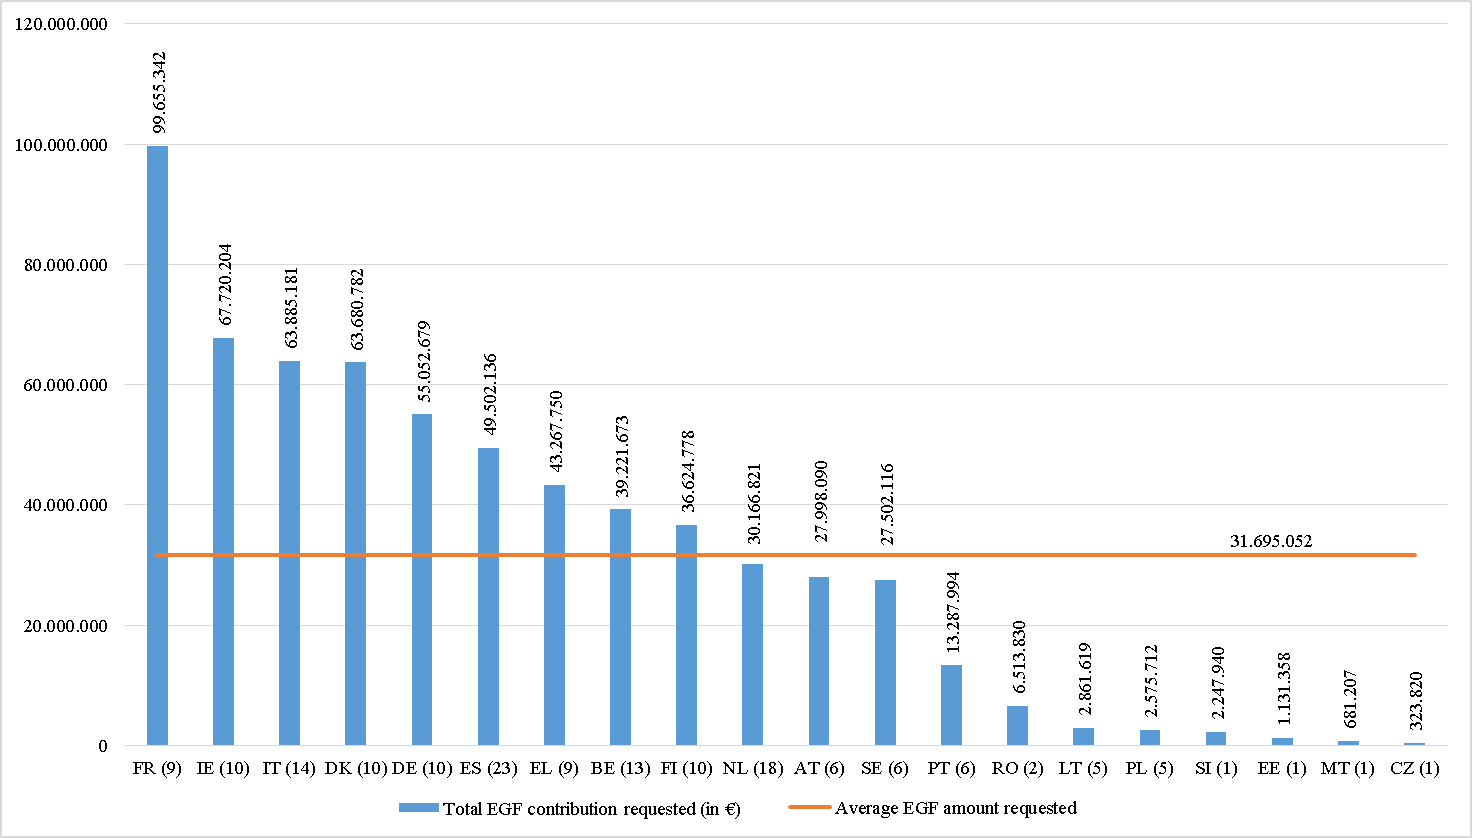 120.000.000
100.000.000
80.000.000
60.000.000
40.000.000
20.000.000
0
99.655.342
67.720.204
63.885.181
63.680.782
55.052.679
49.502.136
43.267.750
39.221.673
36.624.778
30.166.821
27.998.090
27.502.116
13.287.994
6.513.830
2.861.619
2.575.712
2.247.940
1.131.358
681.207
323.820
31.695.052
FR (9)
IE (10)
IT (14)
DK (10)
DE (10)
ES (23)
EL (9)
BE (13)
FI (10)
NL (18)
AT (6)
SE (6)
PT (6)
RO (2)
LT (5)
PL (5)
SI (1)
EE (1)
MT (1)
CZ (1)
Total EGF contribution requested (in €)
Average EGF amount requested